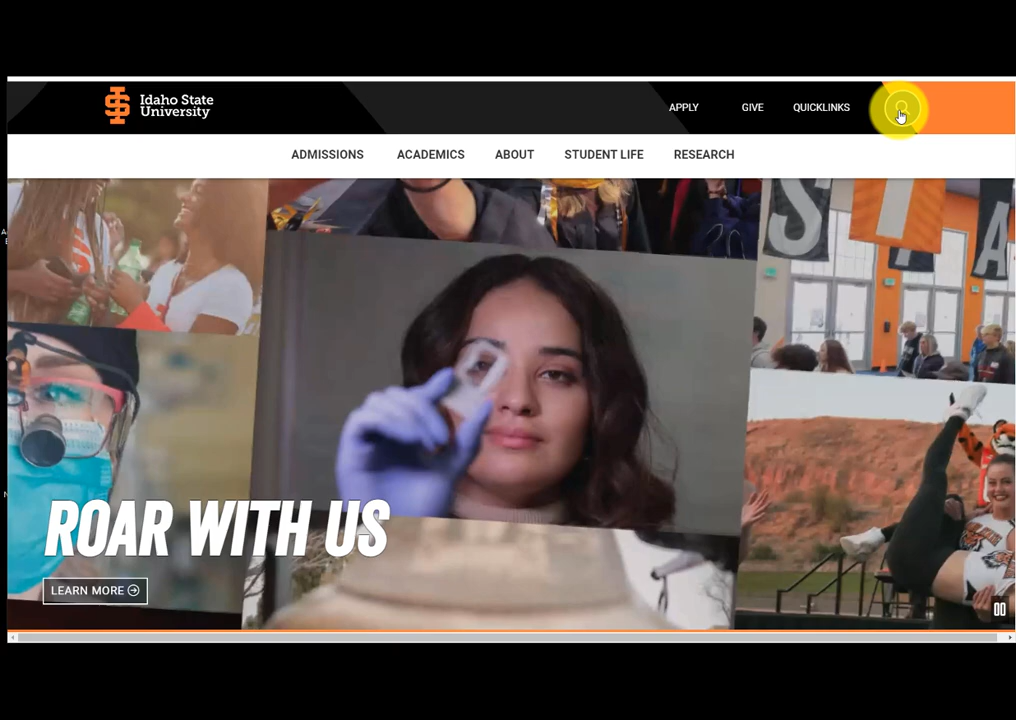 Idaho State
University
APPLY
GIVE
QUICKLINKS
ADMISSIONS
ACADEMICS
ABOUT
STUDENT LIFE
RESEARCH
S T A
ROAR WITH US
LEARN MORE